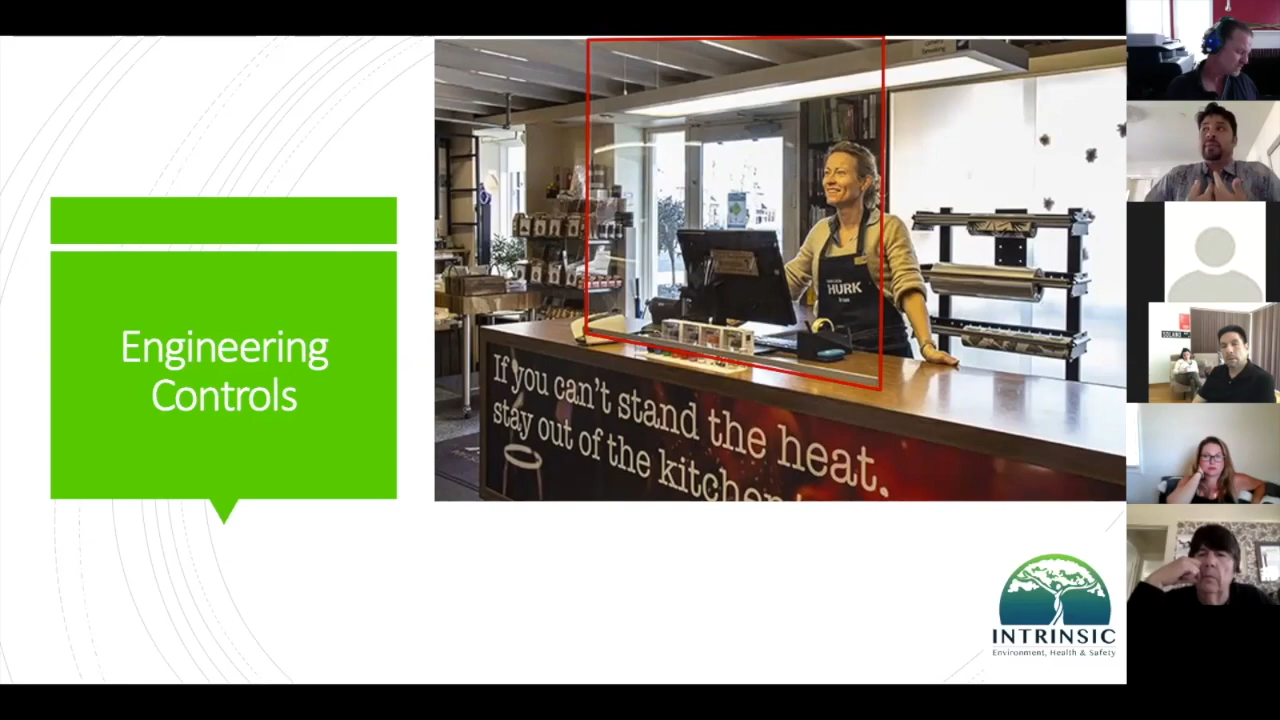 Engineering
Controls
HURK
If you can't stand the heat.
stay out of the kitchen
INTRINSIC
Environment, Health & Safety